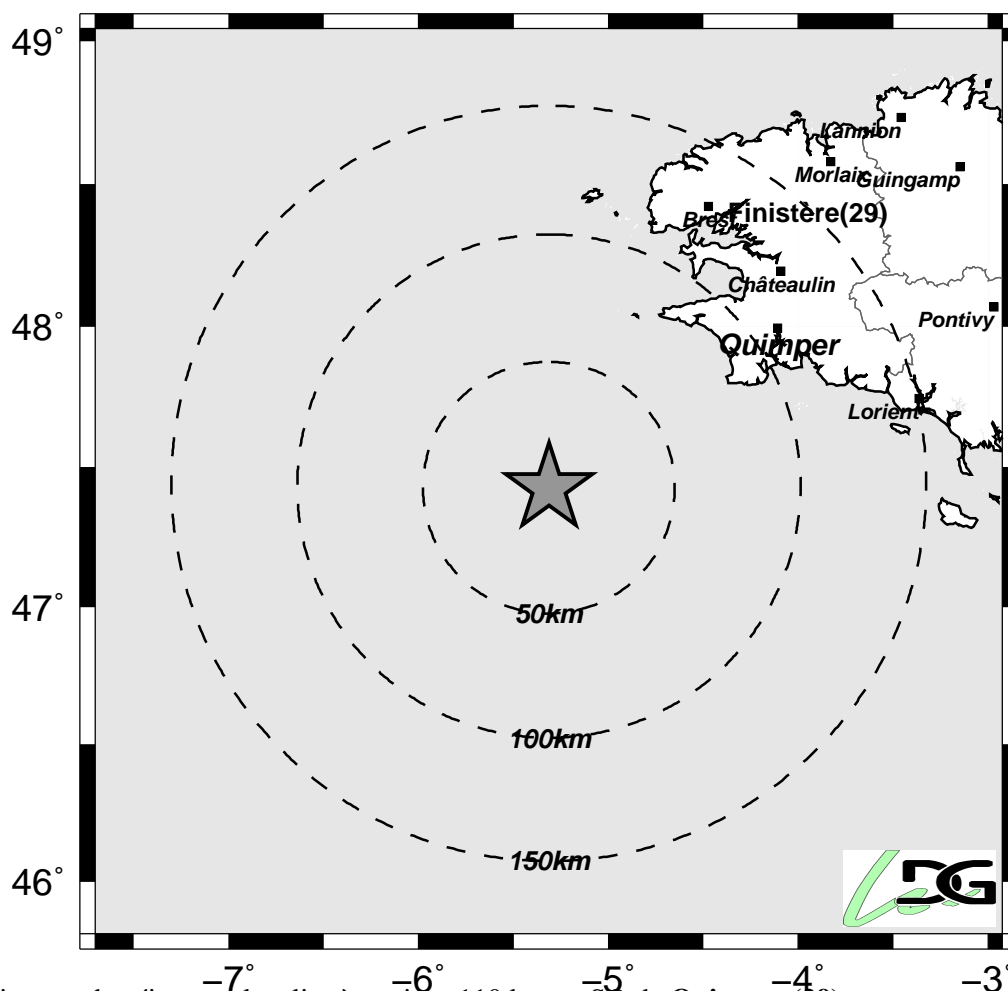 49°
Lannion
Morlaix
Guingamp
Brest
Finistère(29)
Châteaulin
48°
Pontivy
Quimper
Lorient
47°
50km
100km
150km
46°
DG
−7° −6° −5° −4° −3°